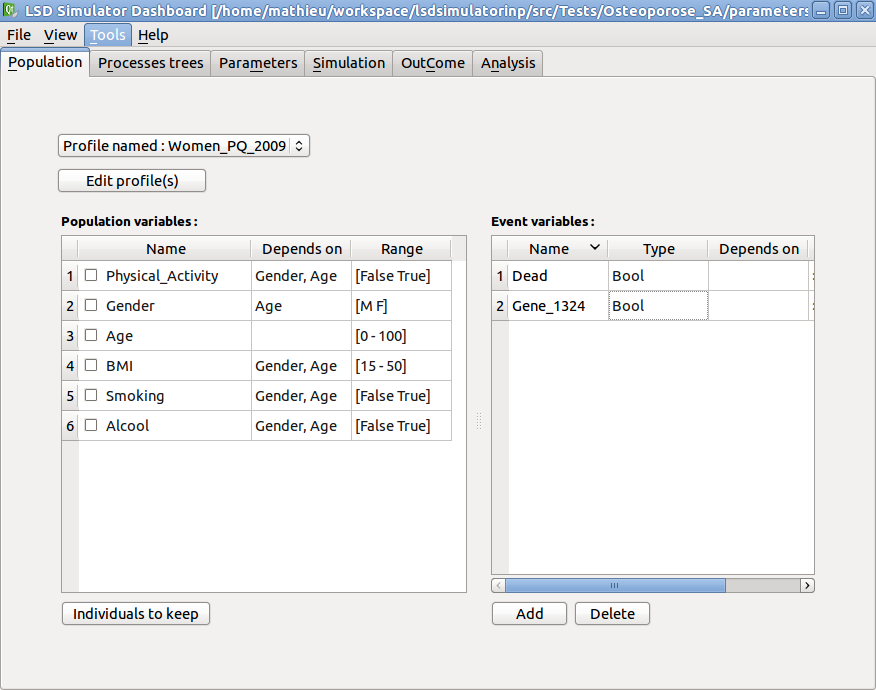 LSD Simulator Dashboard [/home/mathieu/workspace/lsdsimulatorinp/src/Tests/Osteoporose_SA/parameters
File View Tools Help
Population Processes trees Parameters Simulation OutCome Analysis
Profile named : Women_PQ_2009
Edit profile(s)
Population variables :
Name Depends on Range
1 Physical_Activity Gender, Age [False True]
2 Gender Age [M F]
3 Age [0 - 100]
4 BMI Gender, Age [15 - 50]
5 Smoking Gender, Age [False True]
6 Alcool Gender, Age [False True]
Individuals to keep
Event variables :
Name Type Depends on
1 Dead Bool
2 Gene_1324 Bool
Add Delete